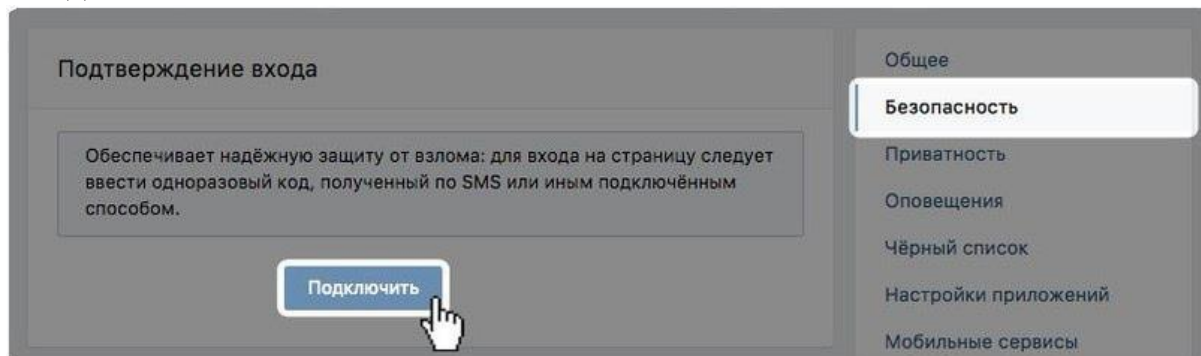 Подтверждение входа
Обеспечивает надёжную защиту от взлома: для входа на страницу следует
ввести одноразовый код, полученный по SMS или иным подключённым
способом.
Подключить
Общее
Безопасность
Приватность
Оповещения
Чёрный список
Настройки приложений
Мобильные сервисы